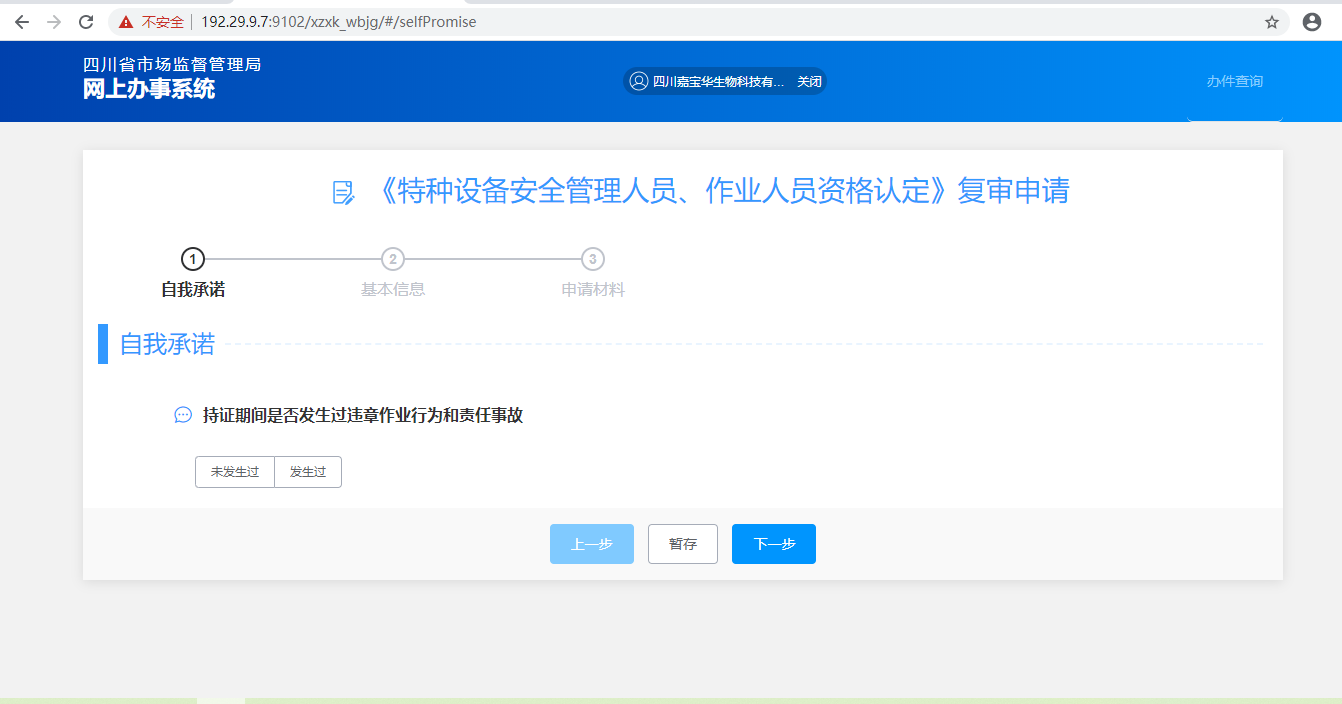 不安全 192.29.9.7:9102/xzxk_wbjg/#/selfPromise
四川省市场监督管理局
网上办事系统
四川嘉宝华生物科技有... 关闭
办件查询
《特种设备安全管理人员、作业人员资格认定》复审申请
1 2 3
自我承诺 基本信息 申请材料
自我承诺
持证期间是否发生过违章作业行为和责任事故
未发生过 发生过
上一步 暂存 下一步